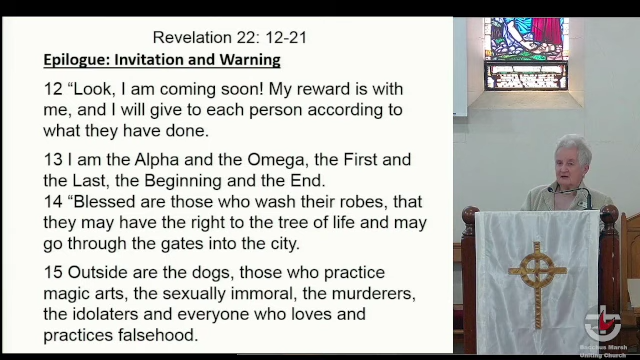 Revelation 22: 12-21
Epilogue: Invitation and Warning
12 “Look, I am coming soon! My reward is with
me, and I will give to each person according to
what they have done.
13 I am the Alpha and the Omega, the First and
the Last, the Beginning and the End.
14 “Blessed are those who wash their robes, that
they may have the right to the tree of life and may
go through the gates into the city.
15 Outside are the dogs, those who practice
magic arts, the sexually immoral, the murderers,
the idolaters and everyone who loves and
practices falsehood.
Bacchus Marsh
Uniting Church